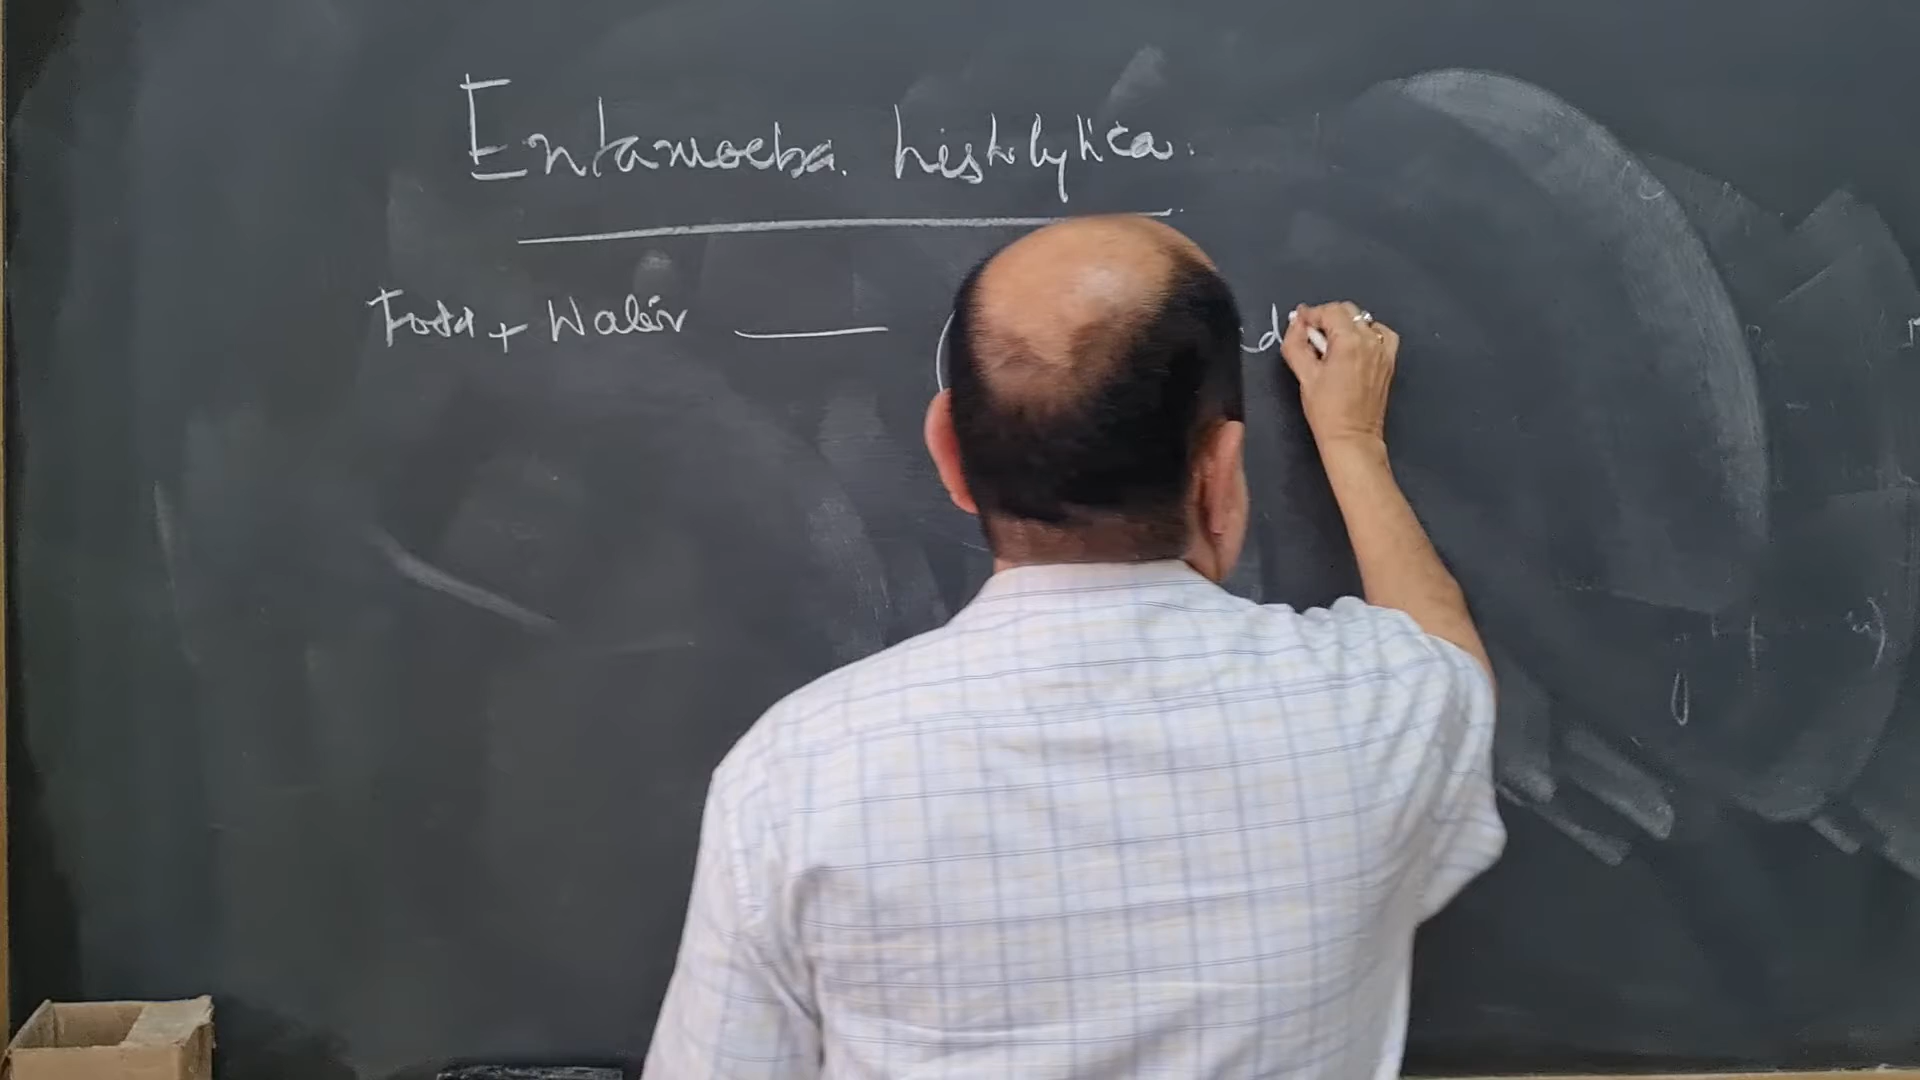 Entamoeba histolytica.
Food + Water ——